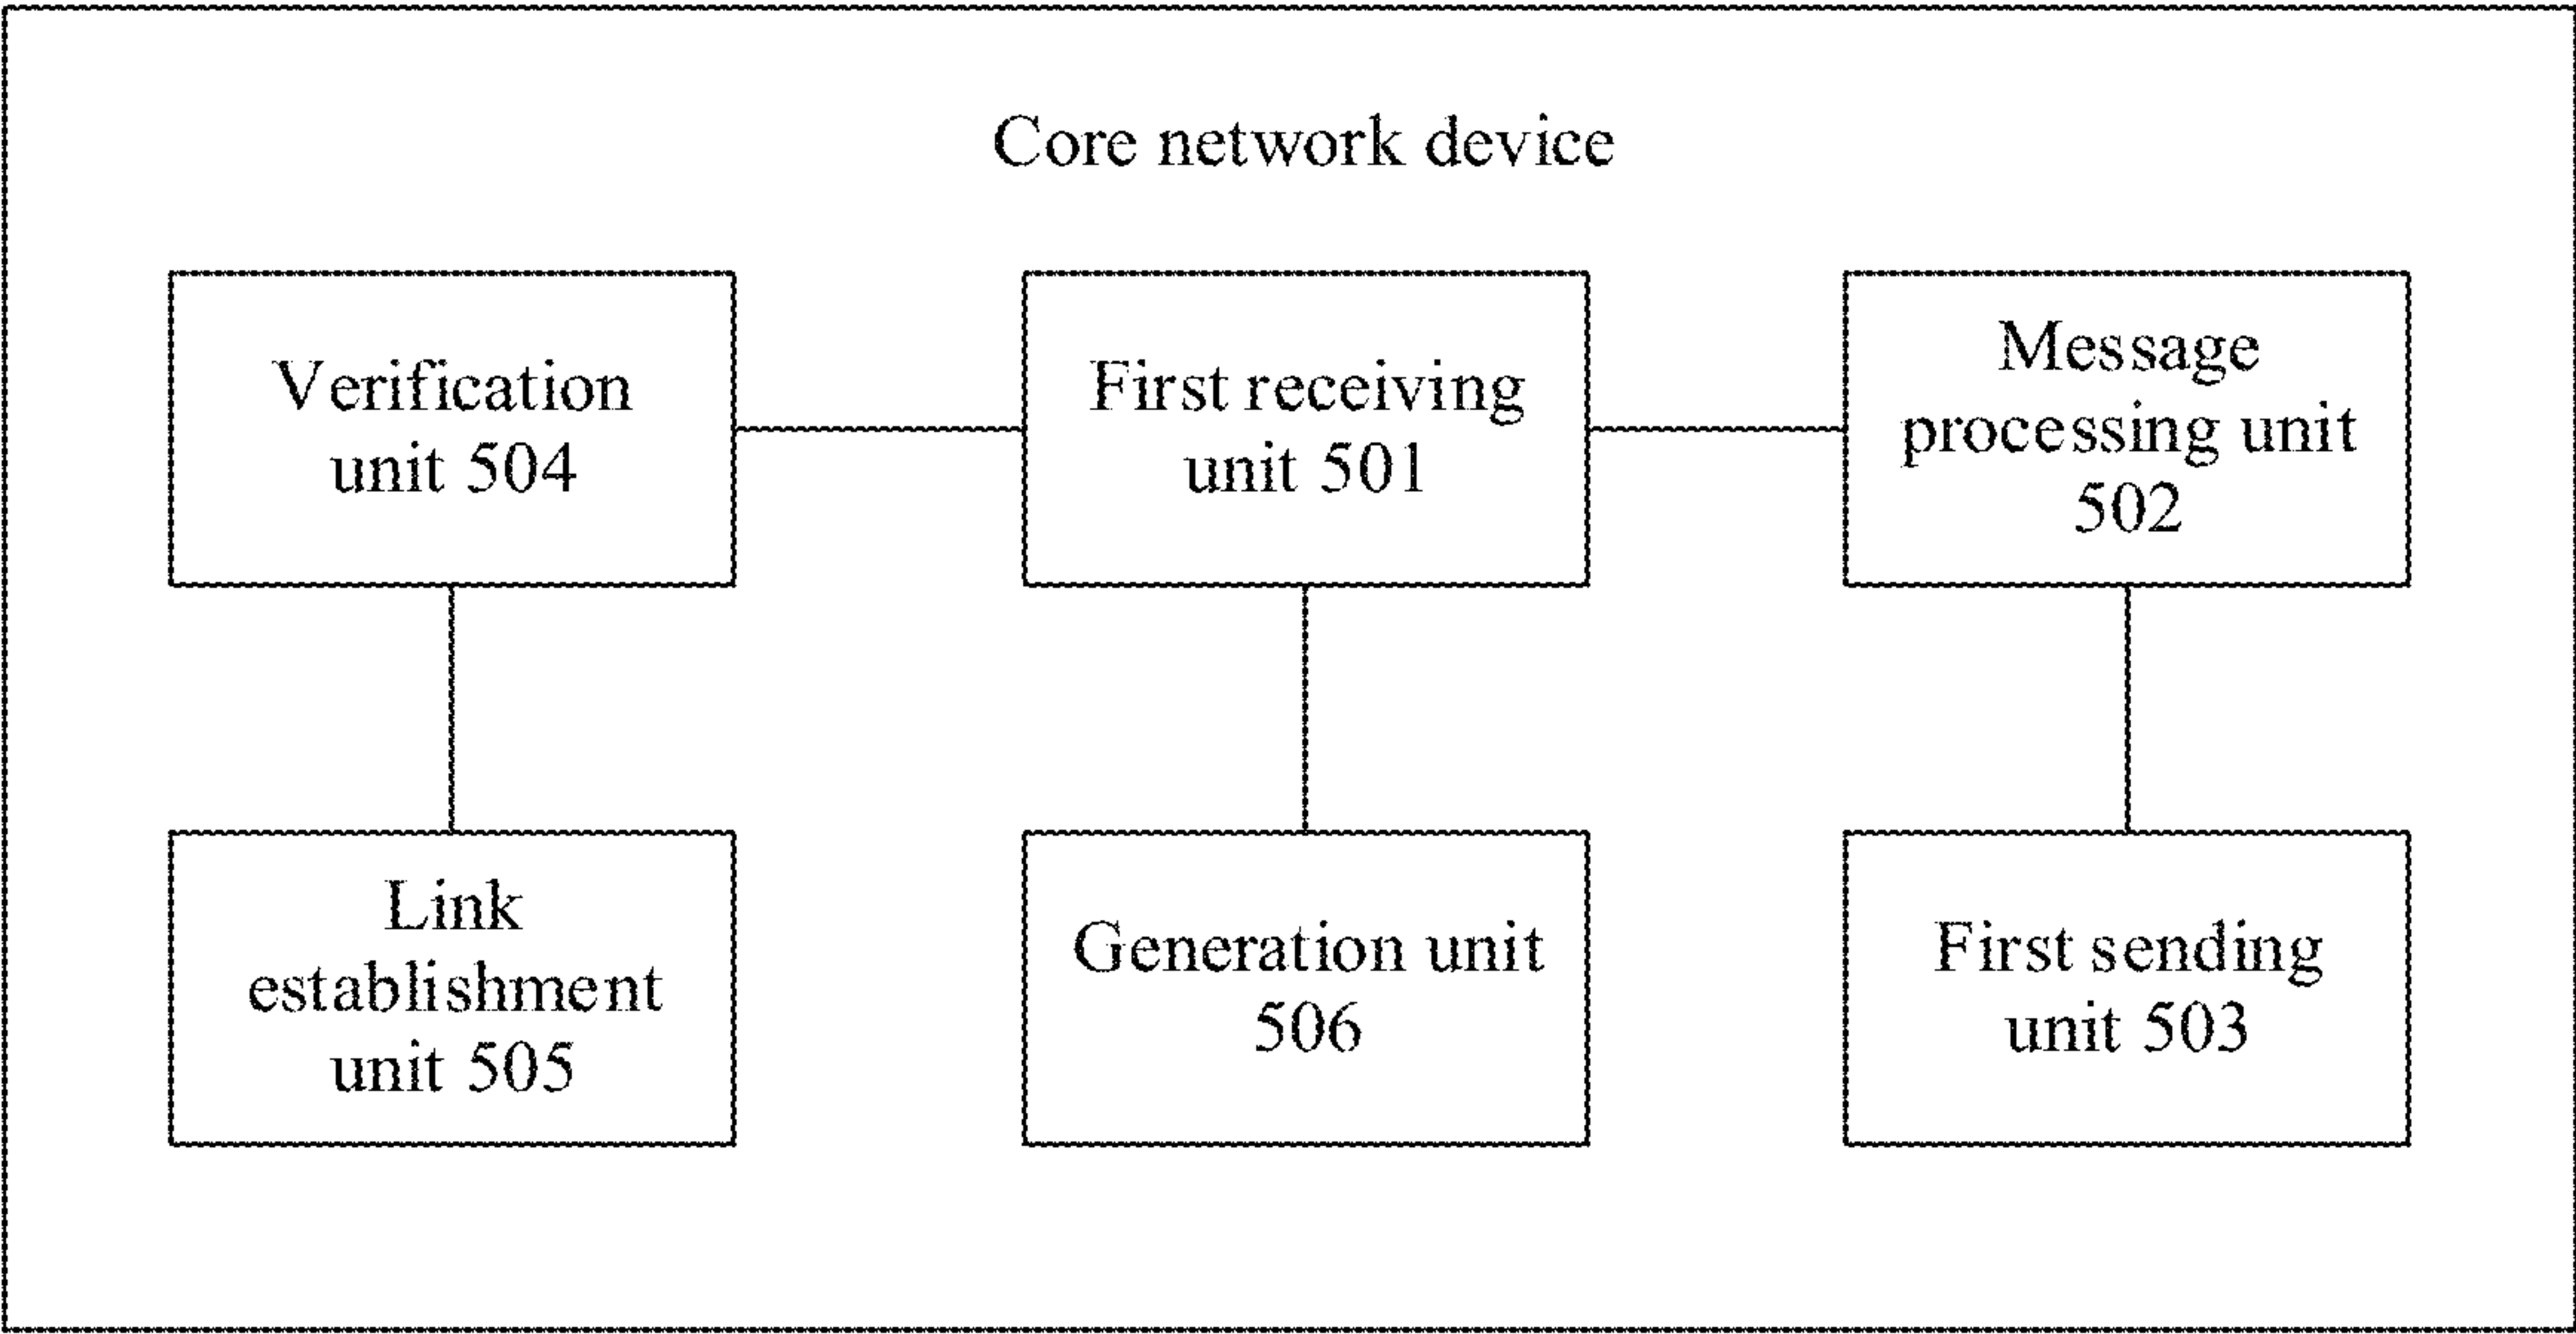 Core network device
Verification
unit 504
First receiving
unit 501
Message
processing unit
502
Link
establishment
unit 505
Generation unit
506
First sending
unit 503